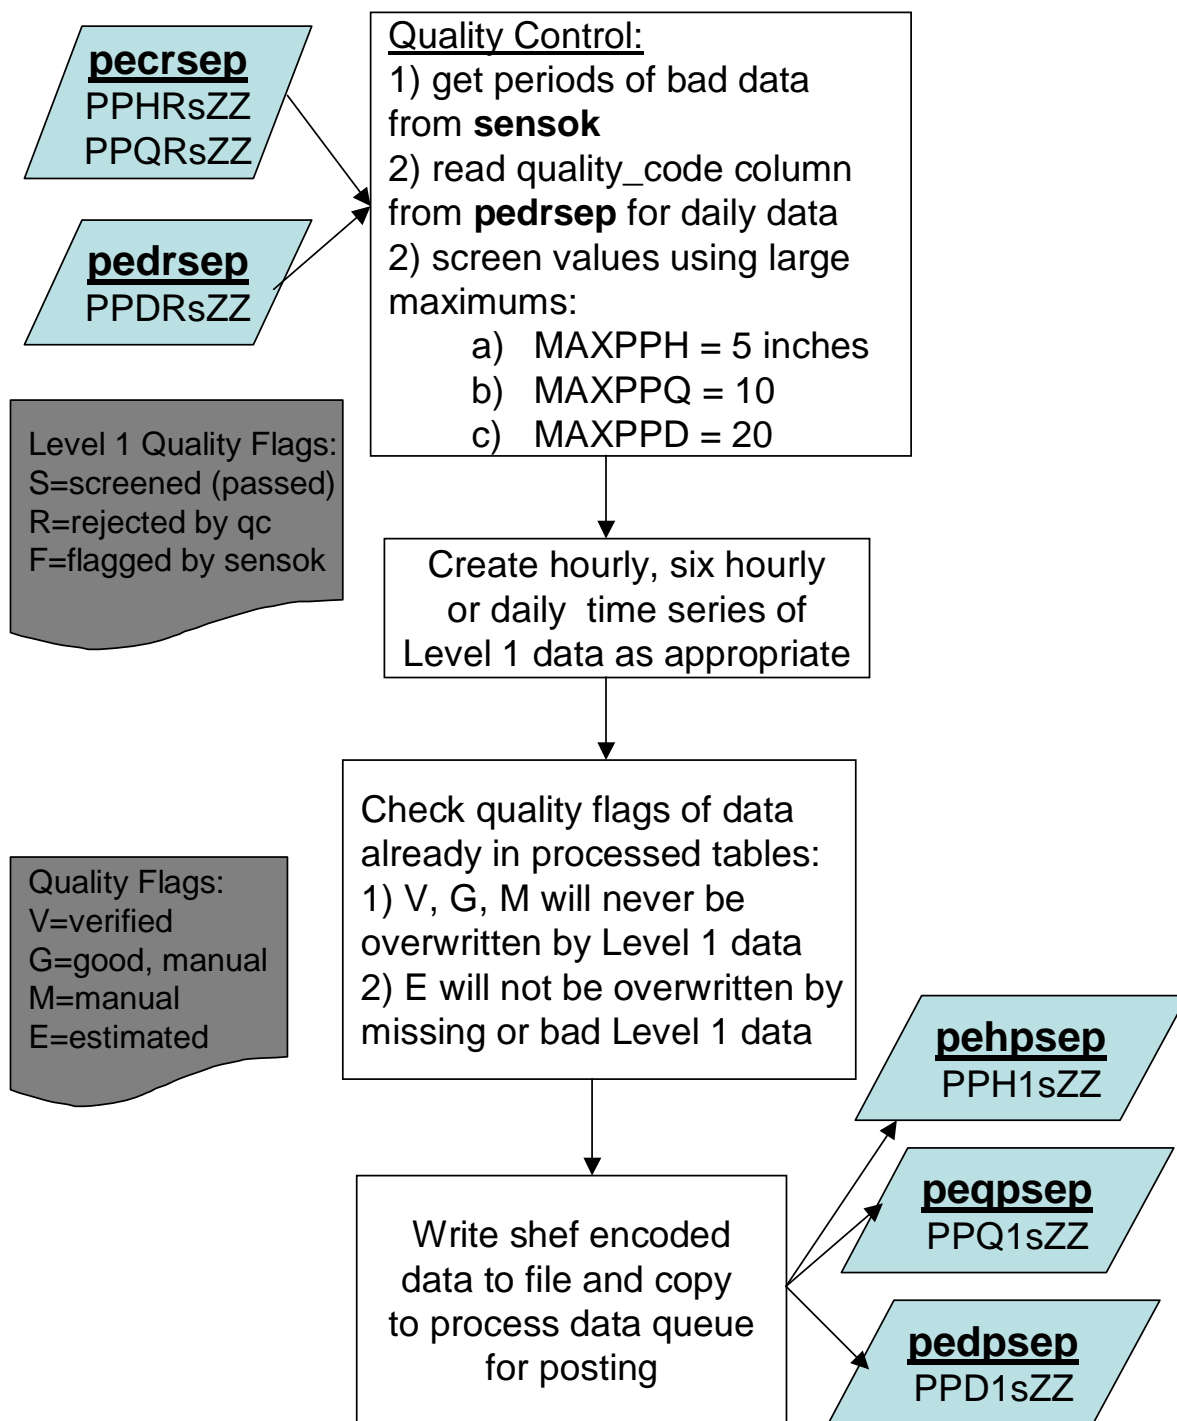 pecrsep
PPHRsZZ
PPQRsZZ
pedrsep
PPDRsZZ
Quality Control:
1) get periods of bad data
from sensok
2) read quality_code column
from pedrsep for daily data
2) screen values using large
maximums:
a) MAXPPH = 5 inches
b) MAXPPQ = 10
c) MAXPPD = 20
Level 1 Quality Flags:
S=screened (passed)
R=rejected by qc
F=flagged by sensok
Create hourly, six hourly
or daily time series of
Level 1 data as appropriate
Check quality flags of data
already in processed tables:
1) V, G, M will never be
overwritten by Level 1 data
2) E will not be overwritten by
missing or bad Level 1 data
Quality Flags:
V=verified
G=good, manual
M=manual
E=estimated
Write shef encoded
data to file and copy
to process data queue
for posting
pehpsep
PPH1sZZ
peqpsep
PPQ1sZZ
pedpsep
PPD1sZZ